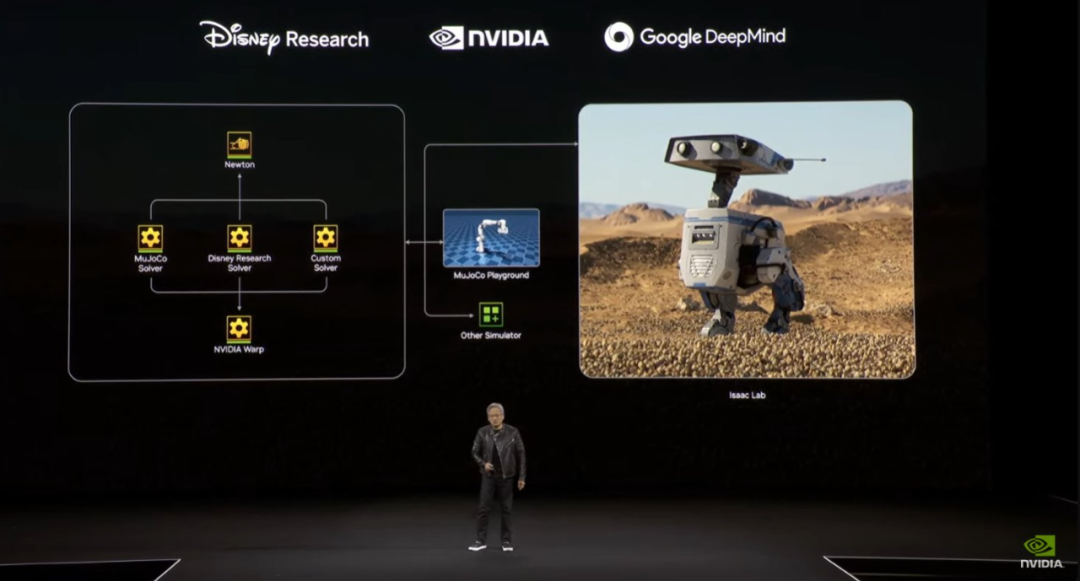 Disney Research
NVIDIA
Google DeepMind
Newton
MuJoCo
Solver
Disney Research
Solver
Custom
Solver
NVIDIA Warp
MuJoCo Playground
Other Simulator
Isaac Lab
NVIDIA